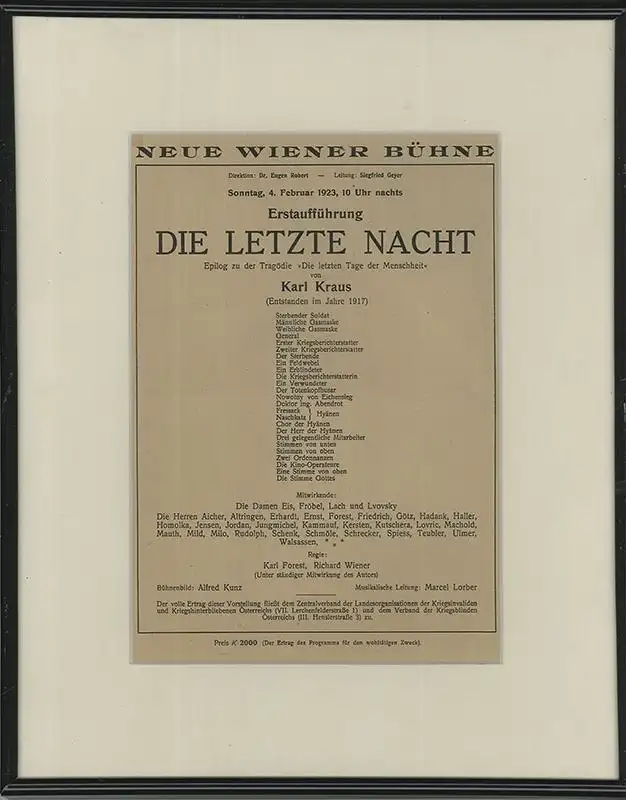 NEUE WIENER BÜHNE
Direktion: Dr. Eugen Robert — Leitung: Siegfried Geyer
Sonntag, 4. Februar 1923, 10 Uhr nachts
Erstaufführung
DIE LETZTE NACHT
Epilog zu der Tragödie »Die letzten Tage der Menschheit«
von
Karl Kraus
(Entstanden im Jahre 1917)
Sterbender Soldat
Männliche Gasmaske
Weibliche Gasmaske
General
Erster Kriegsberichterstatter
Zweiter Kriegsberichterstatter
Der Sterbende
Ein Feldwebel
Ein Erblindeter
Die Kriegsberichterstatterin
Ein Verwundeter
Der Totenkopfhusar
Nowotny von Eichensieg
Doktor ing. Abendrot
Fressack } Hyänen
Naschkatz
Chor der Hyänen
Der Herr der Hyänen
Drei gelegentliche Mitarbeiter
Stimmen von unten
Stimmen von oben
Zwei Ordonnanzen
Die Kino-Operateure
Eine Stimme von oben
Die Stimme Gottes
Mitwirkende:
Die Damen Eis, Fröbel, Lach und Lvovsky
Die Herren Aicher, Altringen, Erhardt, Ernst, Forest, Friedrich, Götz, Hadank, Haller,
Homolka, Jensen, Jordan, Jungmichel, Kammauf, Kersten, Kutschera, Lovric, Machold,
Mauth, Mild, Milo, Rudolph, Schenk, Schmöle, Schrecker, Spiess, Teubler, Ulmer,
Walsassen, * * *
Regie:
Karl Forest, Richard Wiener
(Unter ständiger Mitwirkung des Autors)
Bühnenbild: Alfred Kunz Musikalische Leitung: Marcel Lorber
Der volle Ertrag dieser Vorstellung fließt dem Zentralverband der Landesorganisationen der Kriegsinvaliden
und Kriegshinterbliebenen Österreichs (VII. Lerchenfelderstraße 1) und dem Verband der Kriegsblinden
Österreichs (III. Henslerstraße 3) zu.
Preis K 2000 (Der Ertrag des Programms für den wohltätigen Zweck).